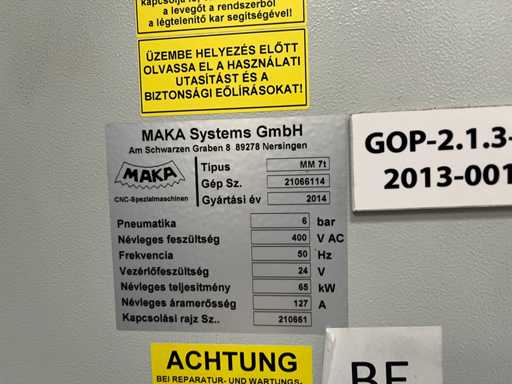 a levegőt a rendszerből
a légtelenítő kar segítségével!
ÜZEMBE HELYEZÉS ELŐTT
OLVASSA EL A HASZNÁLATI
UTASÍTÁST ÉS A
BIZTONSÁGI ELŐÍRÁSOKAT!
MAKA Systems GmbH
Am Schwarzen Graben 8 89278 Nersingen
MAKA
CNC-Spezialmaschinen
Típus MM 7t
Gép Sz. 21066114
Gyártási év 2014
Pneumatika 6 bar
Névleges feszültség 400 V AC
Frekvencia 50 Hz
Vezérlőfeszültség 24 V
Névleges teljesítmény 65 kW
Névleges áramerősség 127 A
Kapcsolási rajz Sz.. 210661
GOP-2.1.3-
2013-001
ACHTUNG
BEI REPARATUR- UND WARTUNGS-
BE